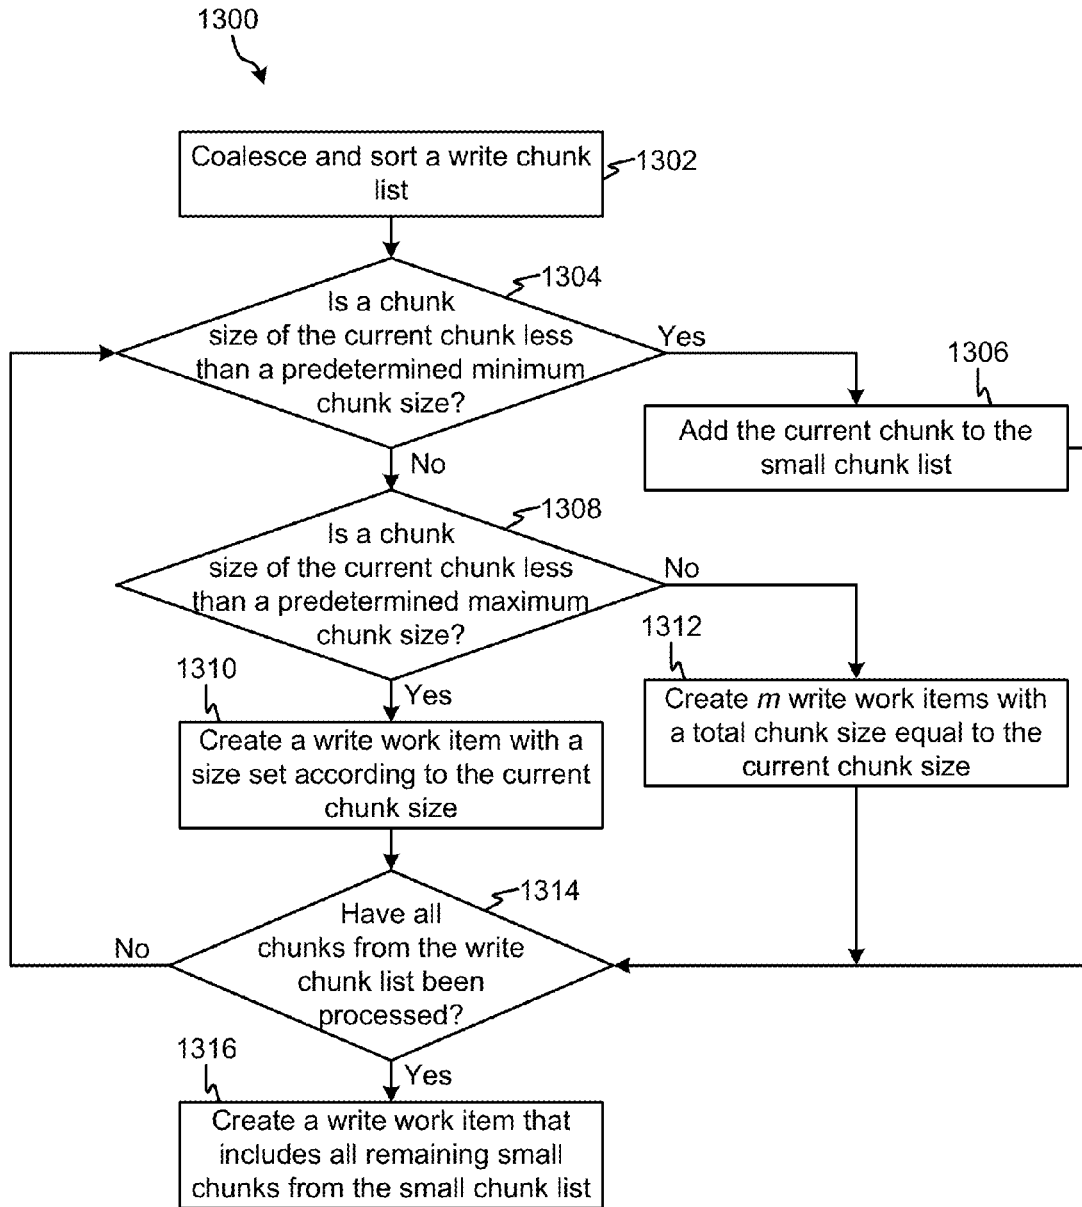 1300
Coalesce and sort a write chunk
list
1302
1304
Is a chunk
size of the current chunk less
than a predetermined minimum
chunk size?
Yes
1306
Add the current chunk to the
small chunk list
No
1308
Is a chunk
size of the current chunk less
than a predetermined maximum
chunk size?
No
1312
Create m write work items with
a total chunk size equal to the
current chunk size
1310
Yes
Create a write work item with a
size set according to the current
chunk size
1314
Have all
chunks from the write
chunk list been
processed?
No
1316
Yes
Create a write work item that
includes all remaining small
chunks from the small chunk list